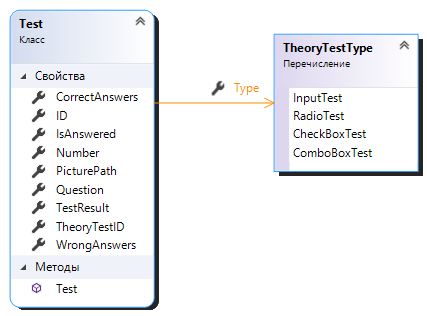 Test
Класс
Свойства
CorrectAnswers
ID
IsAnswered
Number
PicturePath
Question
TestResult
TheoryTestID
WrongAnswers
Методы
Test
Type
TheoryTestType
Перечисление
InputTest
RadioTest
CheckBoxTest
ComboBoxTest